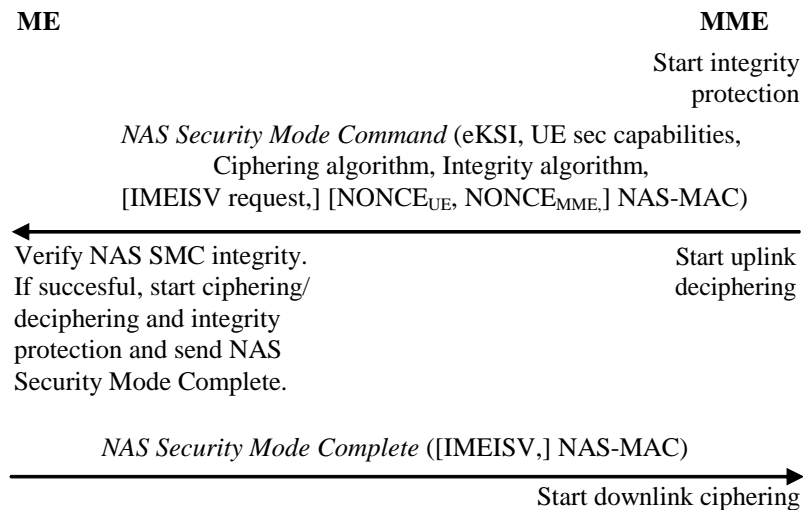 ME MME
Start integrity
protection
NAS Security Mode Command (eKSI, UE sec capabilities,
Ciphering algorithm, Integrity algorithm,
[IMEISV request,] [NONCEUE, NONCEMME,] NAS-MAC)
Verify NAS SMC integrity.
If succesful, start ciphering/
deciphering and integrity
protection and send NAS
Security Mode Complete.
Start uplink
deciphering
NAS Security Mode Complete ([IMEISV,] NAS-MAC)
Start downlink ciphering